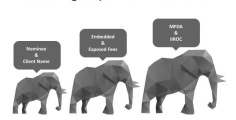 Nominee
&
Client Name
Embedded
&
Exposed Fees
MFDA
&
IIROC